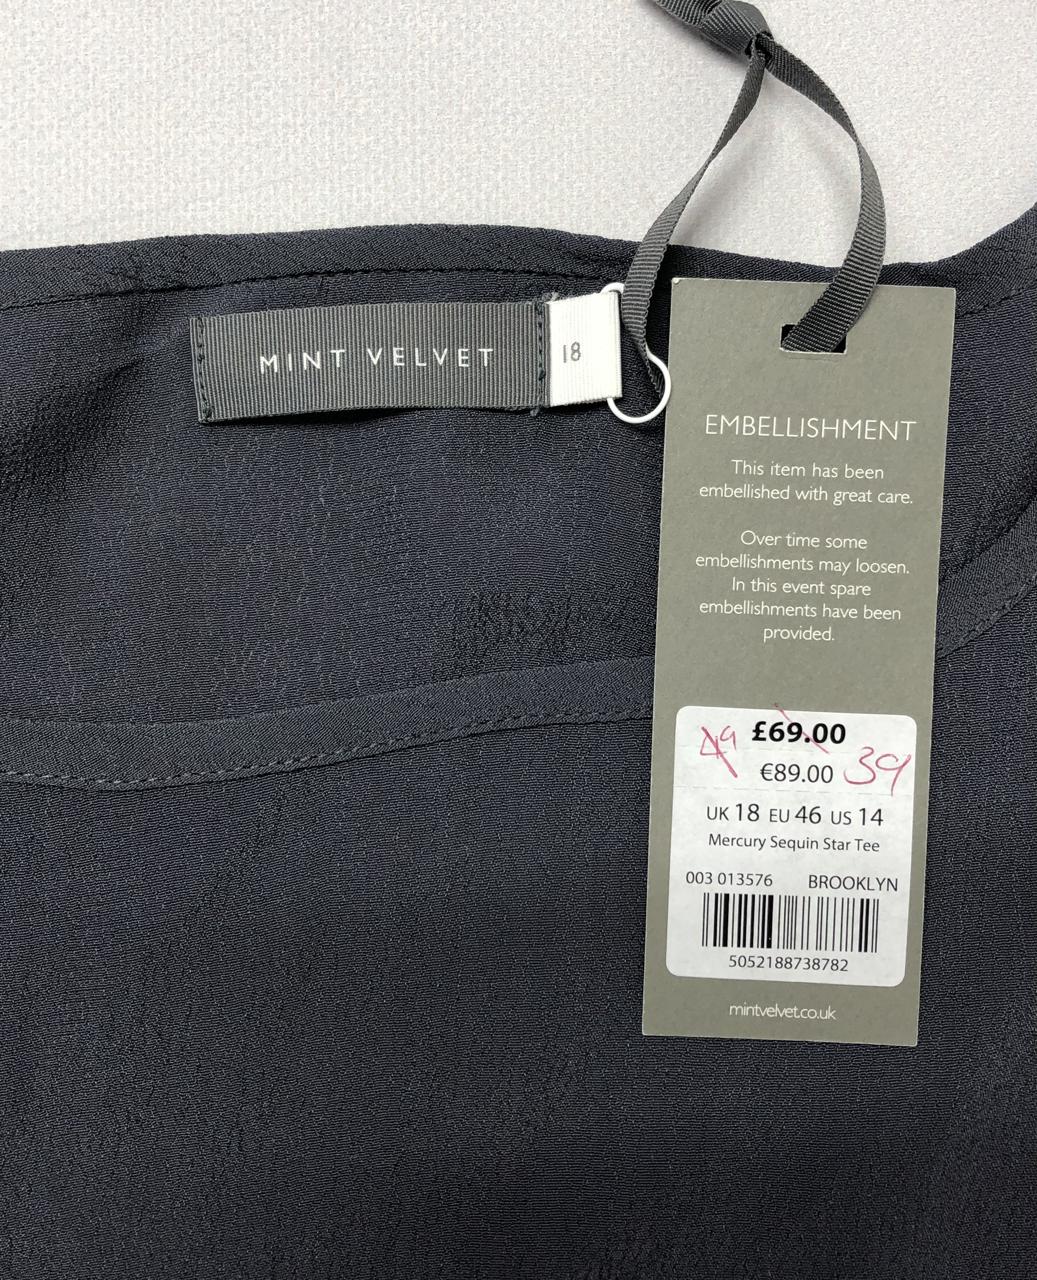 MINT VELVET
18
EMBELLISHMENT
This item has been
embellished with great care.
Over time some
embellishments may loosen.
In this event spare
embellishments have been
provided.
49 £69.00
€89.00 39
UK 18 EU 46 US 14
Mercury Sequin Star Tee
003 013576 BROOKLYN
5052188738782
mintvelvet.co.uk